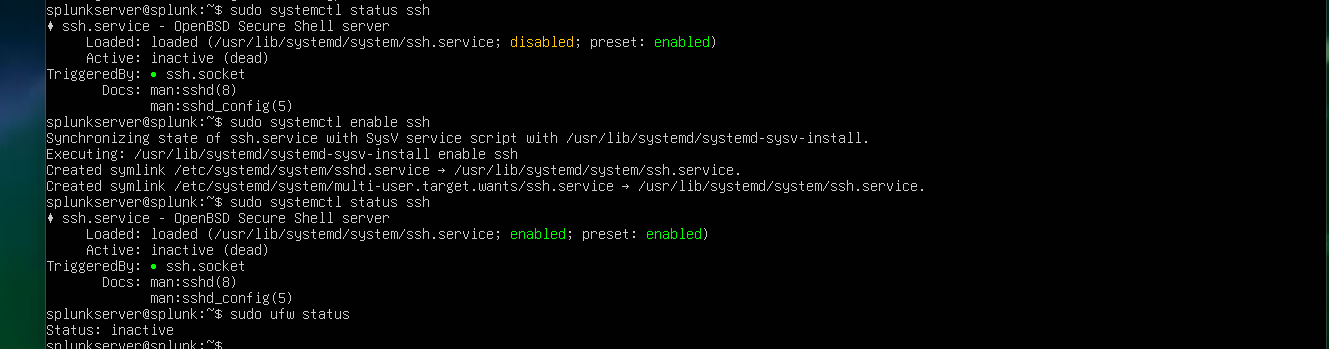 splunkserver@splunk:~$ sudo systemctl status ssh
♦ ssh.service - OpenBSD Secure Shell server
     Loaded: loaded (/usr/lib/systemd/system/ssh.service; disabled; preset: enabled)
     Active: inactive (dead)
TriggeredBy: ● ssh.socket
       Docs: man:sshd(8)
             man:sshd_config(5)
splunkserver@splunk:~$ sudo systemctl enable ssh
Synchronizing state of ssh.service with SysV service script with /usr/lib/systemd/systemd-sysv-install.
Executing: /usr/lib/systemd/systemd-sysv-install enable ssh
Created symlink /etc/systemd/system/sshd.service → /usr/lib/systemd/system/ssh.service.
Created symlink /etc/systemd/system/multi-user.target.wants/ssh.service → /usr/lib/systemd/system/ssh.service.
splunkserver@splunk:~$ sudo systemctl status ssh
♦ ssh.service - OpenBSD Secure Shell server
     Loaded: loaded (/usr/lib/systemd/system/ssh.service; enabled; preset: enabled)
     Active: inactive (dead)
TriggeredBy: ● ssh.socket
       Docs: man:sshd(8)
             man:sshd_config(5)
splunkserver@splunk:~$ sudo ufw status
Status: inactive
splunkserver@splunk:~$